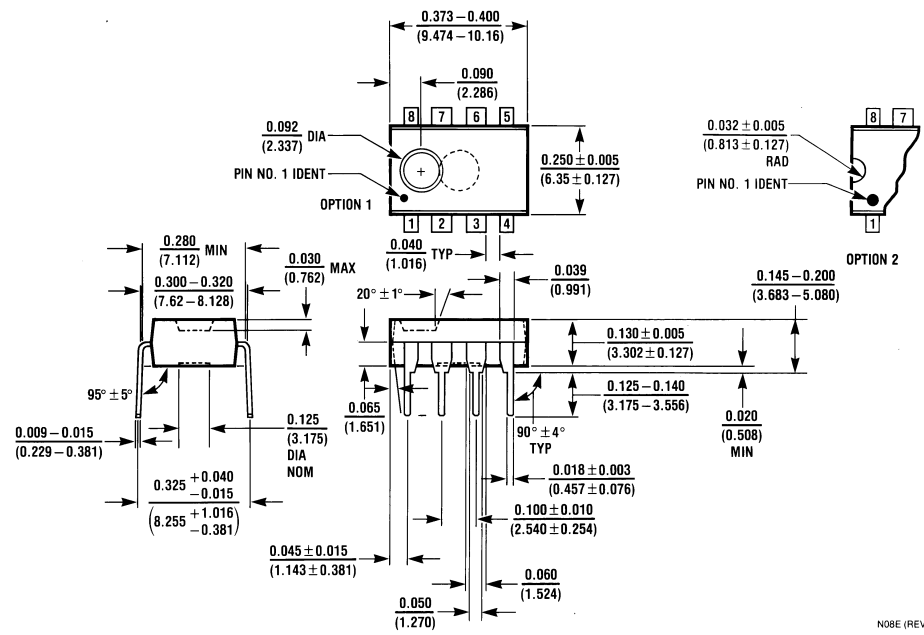 0.373–0.400
(9.474–10.16)
0.090
(2.286)
8 7 6 5
0.092 DIA
(2.337)
PIN NO. 1 IDENT
OPTION 1
1 2 3 4
0.250 ± 0.005
(6.35 ± 0.127)
0.032 ± 0.005
(0.813 ± 0.127)
RAD
PIN NO. 1 IDENT
8 7
1
OPTION 2
0.280 MIN
(7.112)
0.300–0.320
(7.62–8.128)
0.030 MAX
(0.762)
0.040 TYP
(1.016)
20° ± 1°
0.039
(0.991)
0.145–0.200
(3.683–5.080)
0.130 ± 0.005
(3.302 ± 0.127)
0.125–0.140
(3.175–3.556)
0.020
(0.508)
MIN
95° ± 5°
0.009–0.015
(0.229–0.381)
0.125
(3.175)
DIA
NOM
0.065
(1.651)
90° ± 4°
TYP
0.018 ± 0.003
(0.457 ± 0.076)
0.325 +0.040
-0.015
(8.255 +1.016
-0.381)
0.100 ± 0.010
(2.540 ± 0.254)
0.045 ± 0.015
(1.143 ± 0.381)
0.060
(1.524)
0.050
(1.270)
N08E (REV